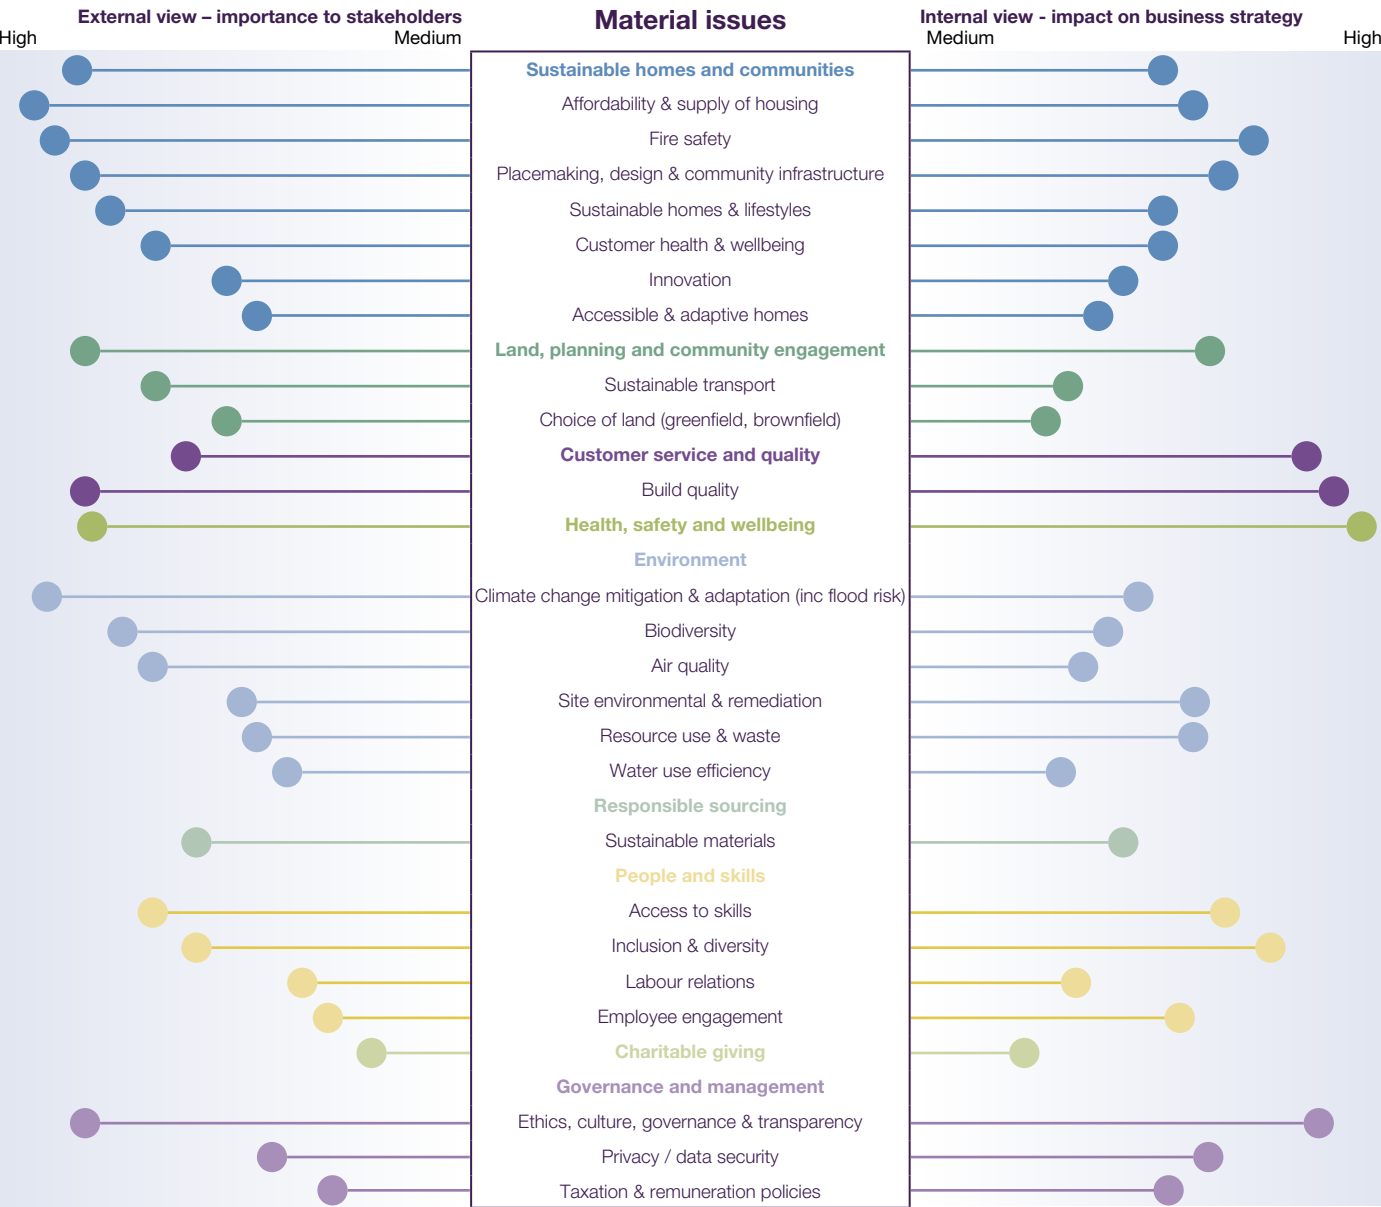 External view – importance to stakeholders
Material issues
Internal view - impact on business strategy
High
Medium
Medium
High
Sustainable homes and communities
Affordability & supply of housing
Fire safety
Placemaking, design & community infrastructure
Sustainable homes & lifestyles
Customer health & wellbeing
Innovation
Accessible & adaptive homes
Land, planning and community engagement
Sustainable transport
Choice of land (greenfield, brownfield)
Customer service and quality
Build quality
Health, safety and wellbeing
Environment
Climate change mitigation & adaptation (inc flood risk)
Biodiversity
Air quality
Site environmental & remediation
Resource use & waste
Water use efficiency
Responsible sourcing
Sustainable materials
People and skills
Access to skills
Inclusion & diversity
Labour relations
Employee engagement
Charitable giving
Governance and management
Ethics, culture, governance & transparency
Privacy / data security
Taxation & remuneration policies